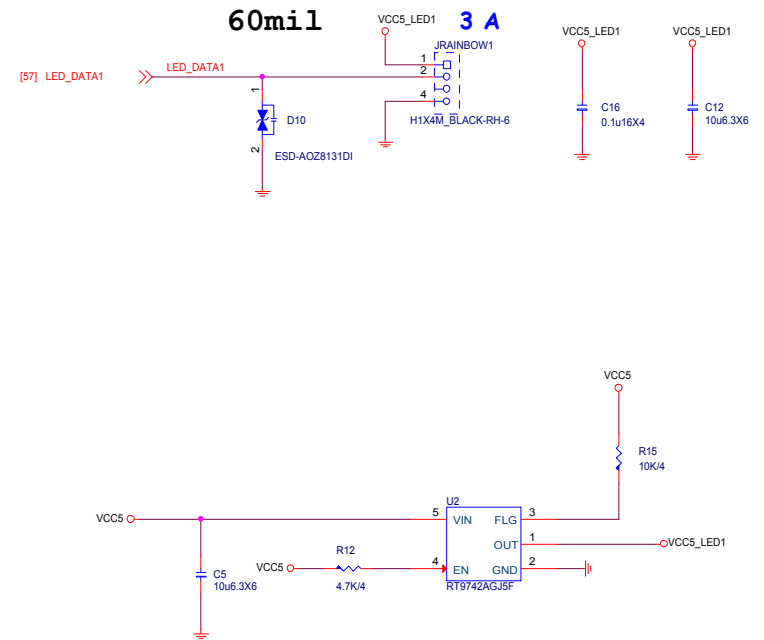 60mil
3 A
VCC5_LED1
VCC5_LED1
VCC5_LED1
JRAINBOW1
[57] LED_DATA1
LED_DATA1
1
2
4
1
2
D10
ESD-AOZ8131DI
H1X4M_BLACK-RH-6
C16
0.1u16X4
C12
10u6.3X6
VCC5
R15
10K/4
U2
VCC5
5
VIN
FLG
3
OUT
1
VCC5_LED1
R12
VCC5
4.7K/4
4
EN
GND
2
RT9742AGJ5F
C5
10u6.3X6